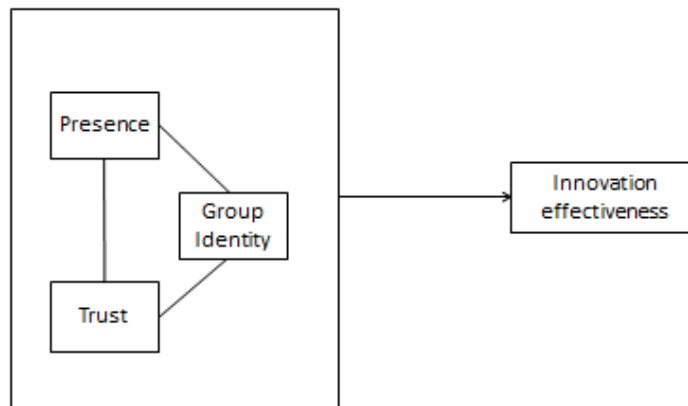 Presence
Group
Identity
Trust
Innovation
effectiveness